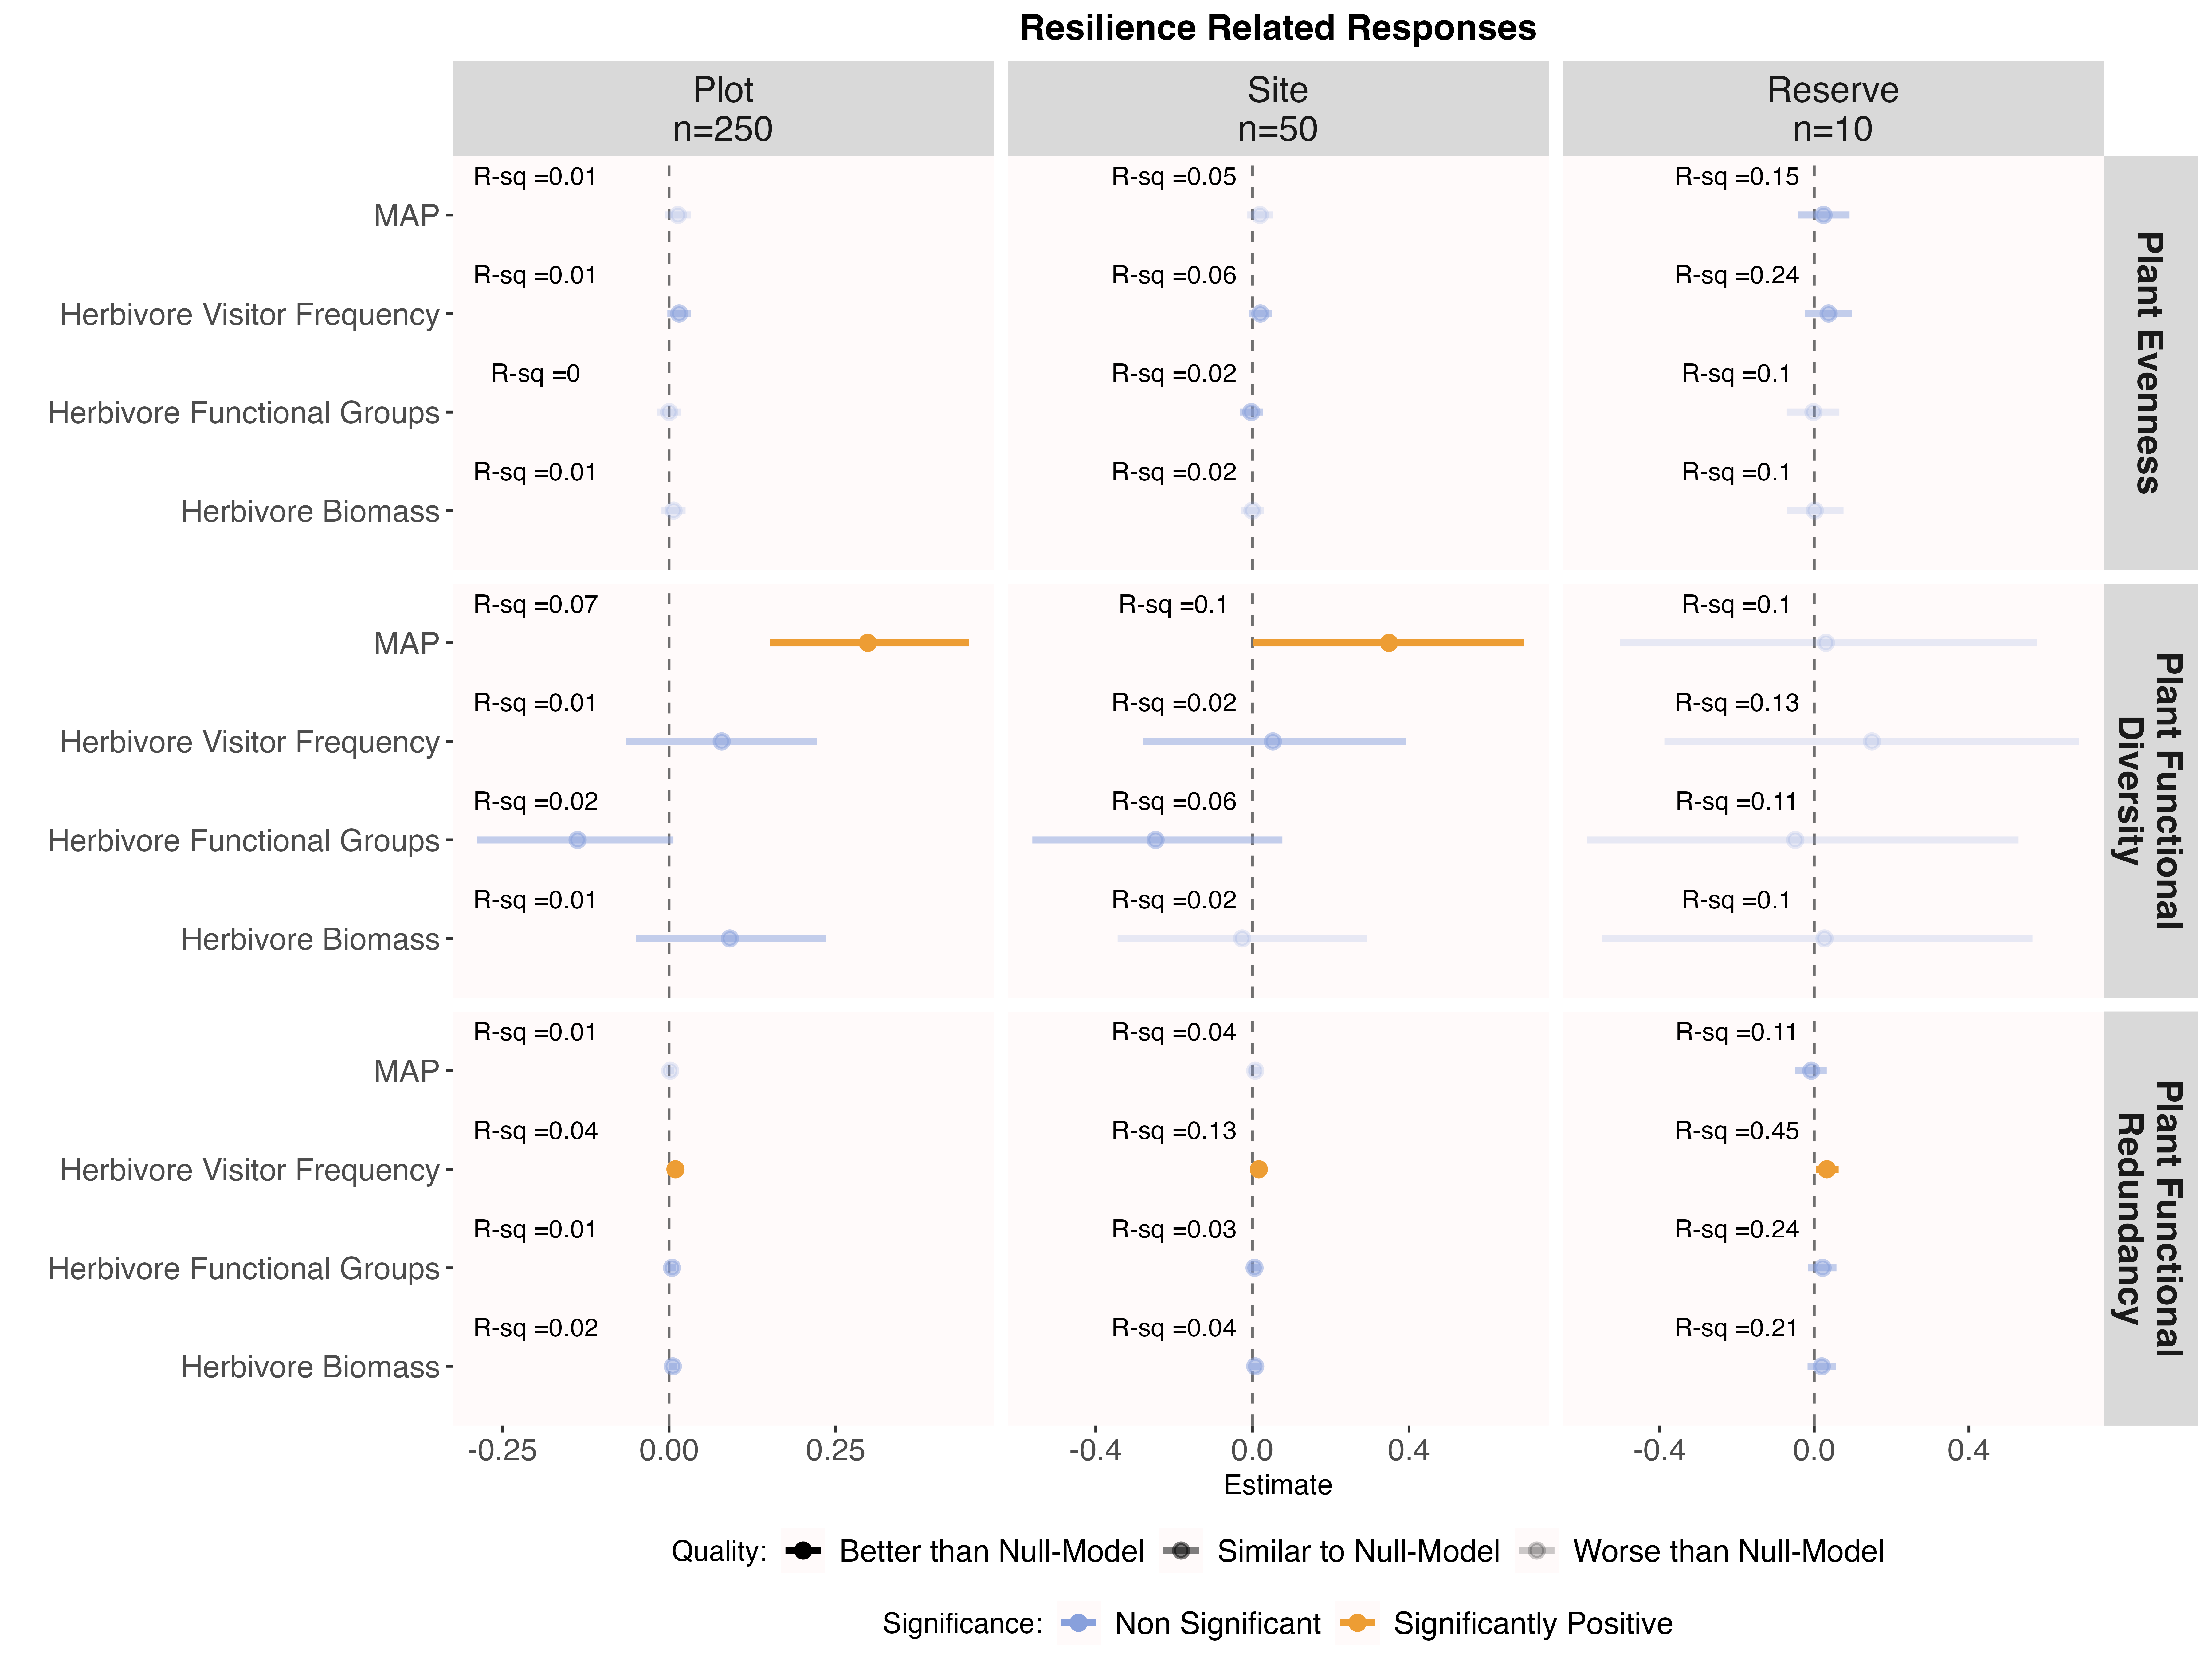 Resilience Related Responses
Plot
n=250
Site
n=50
Reserve
n=10
R-sq =0.01
R-sq =0.05
R-sq =0.15
MAP
R-sq =0.01
R-sq =0.06
R-sq =0.24
Herbivore Visitor Frequency
R-sq =0
R-sq =0.02
R-sq =0.1
Herbivore Functional Groups
R-sq =0.01
R-sq =0.02
R-sq =0.1
Herbivore Biomass
Plant Evenness
R-sq =0.07
R-sq =0.1
R-sq =0.1
MAP
R-sq =0.01
R-sq =0.02
R-sq =0.13
Herbivore Visitor Frequency
R-sq =0.02
R-sq =0.06
R-sq =0.11
Herbivore Functional Groups
R-sq =0.01
R-sq =0.02
R-sq =0.1
Herbivore Biomass
Plant Functional
Diversity
R-sq =0.01
R-sq =0.04
R-sq =0.11
MAP
R-sq =0.04
R-sq =0.13
R-sq =0.45
Herbivore Visitor Frequency
R-sq =0.01
R-sq =0.03
R-sq =0.24
Herbivore Functional Groups
R-sq =0.02
R-sq =0.04
R-sq =0.21
Herbivore Biomass
Plant Functional
Redundancy
-0.25 0.00 0.25
-0.4 0.0 0.4
-0.4 0.0 0.4
Estimate
Quality: Better than Null-Model Similar to Null-Model Worse than Null-Model
Significance: Non Significant Significantly Positive